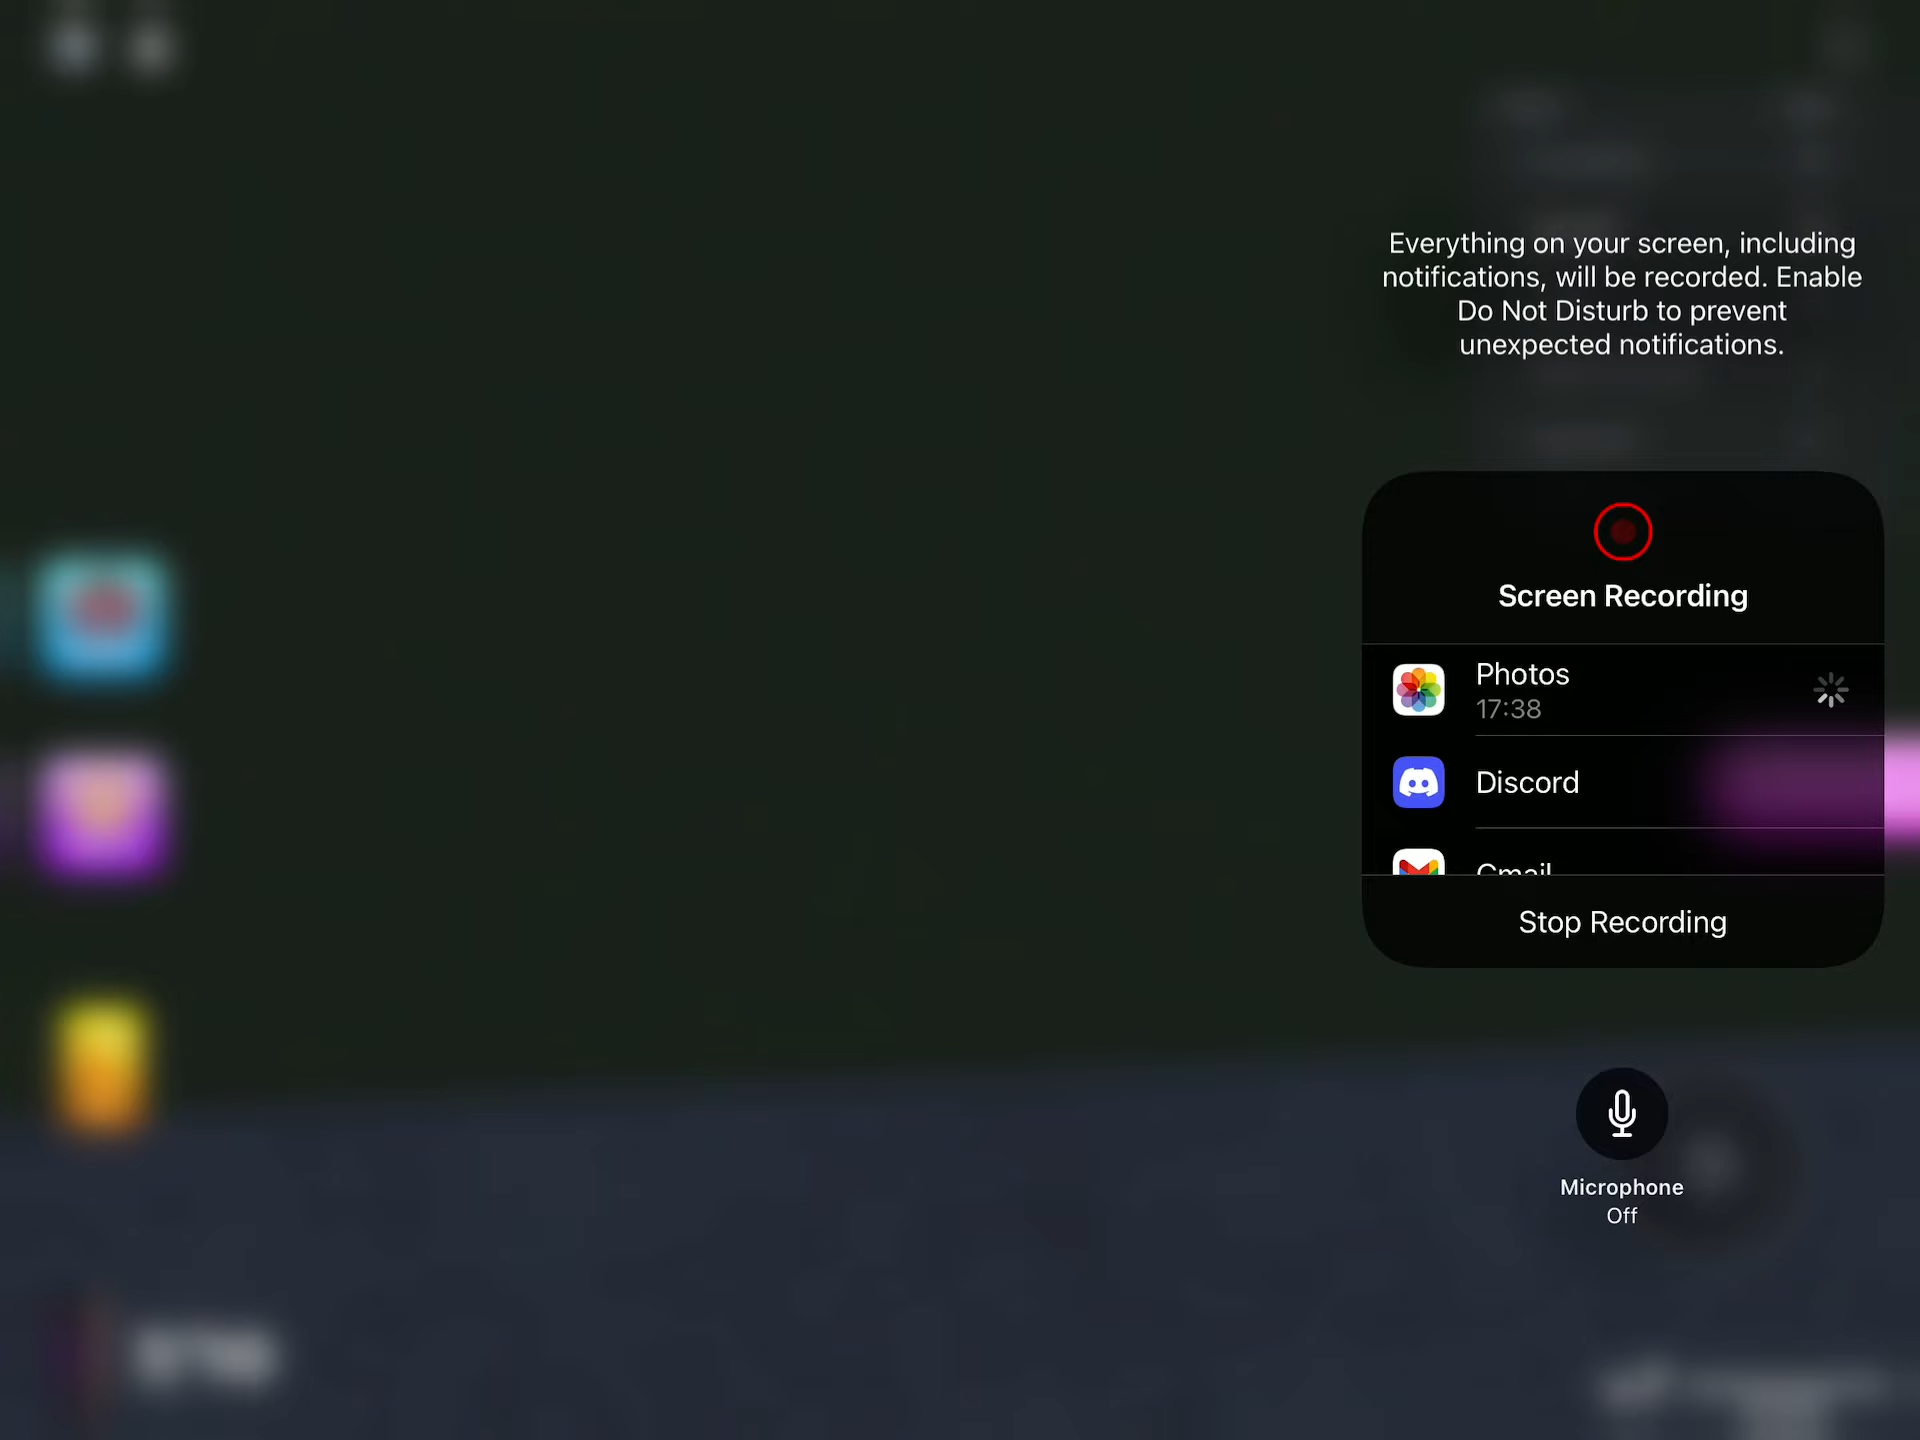 Everything on your screen, including
notifications, will be recorded. Enable
Do Not Disturb to prevent
unexpected notifications.
Screen Recording
Photos
17:38
Discord
Gmail
Stop Recording
Microphone
Off